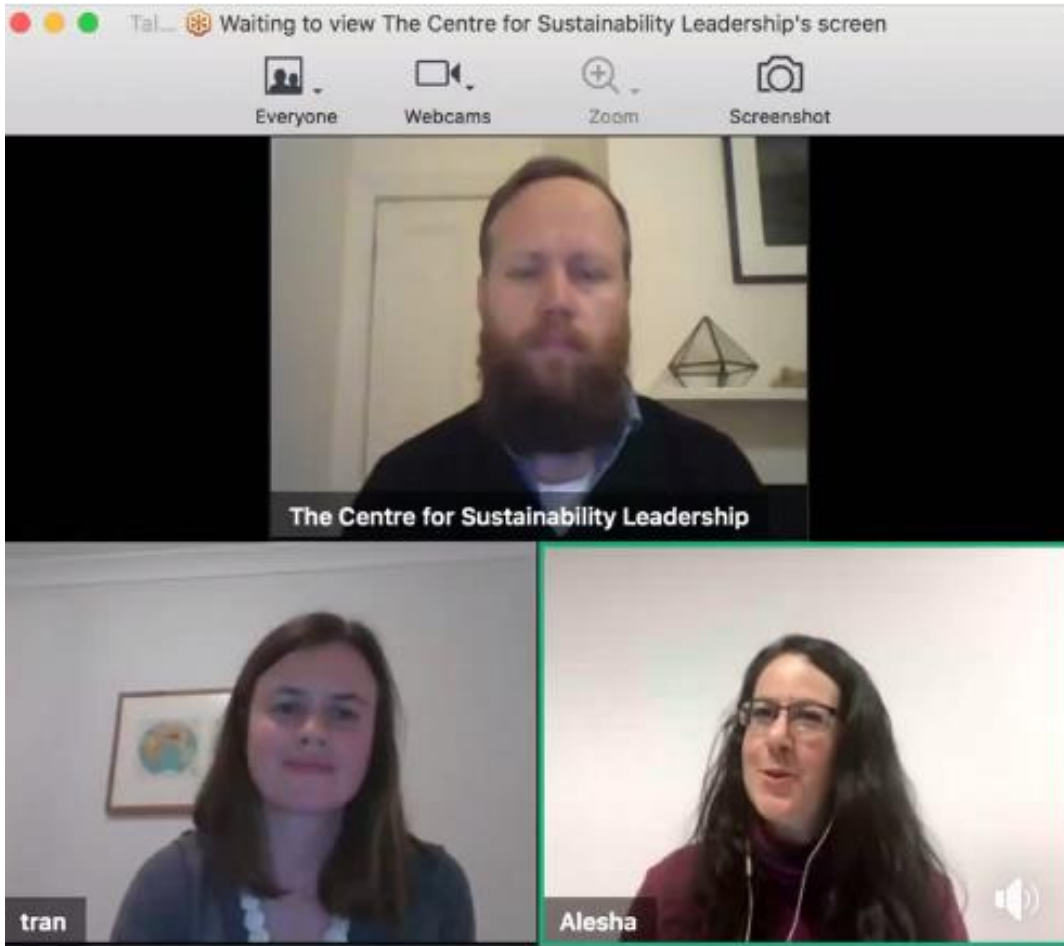 Tal... Waiting to view The Centre for Sustainability Leadership's screen
Everyone Webcams Zoom Screenshot
The Centre for Sustainability Leadership
tran Alesha